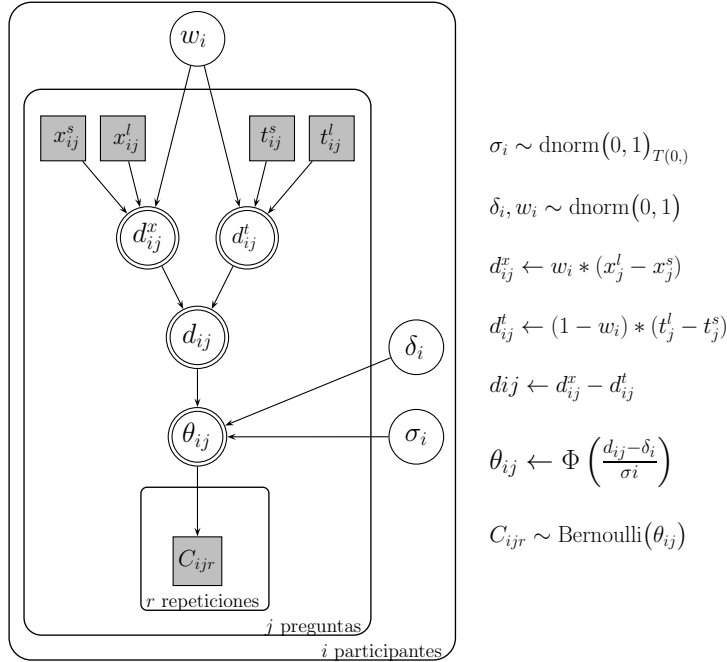 w_i
x^s_{ij} x^l_{ij} t^s_{ij} t^l_{ij}
d^x_{ij} d^t_{ij}
d_{ij}
δ_i
θ_{ij} σ_i
C_{ijr}
r repeticiones
j preguntas
i participantes
σ_i ∼ dnorm(0, 1)_{T(0,)}
δ_i, w_i ∼ dnorm(0, 1)
d^x_{ij} ← w_i ∗ (x^l_j − x^s_j)
d^t_{ij} ← (1 − w_i) ∗ (t^l_j − t^s_j)
dij ← d^x_{ij} − d^t_{ij}
θ_{ij} ← Φ ( \frac{d_{ij}−δ_i}{σi} )
C_{ijr} ∼ Bernoulli(θ_{ij})